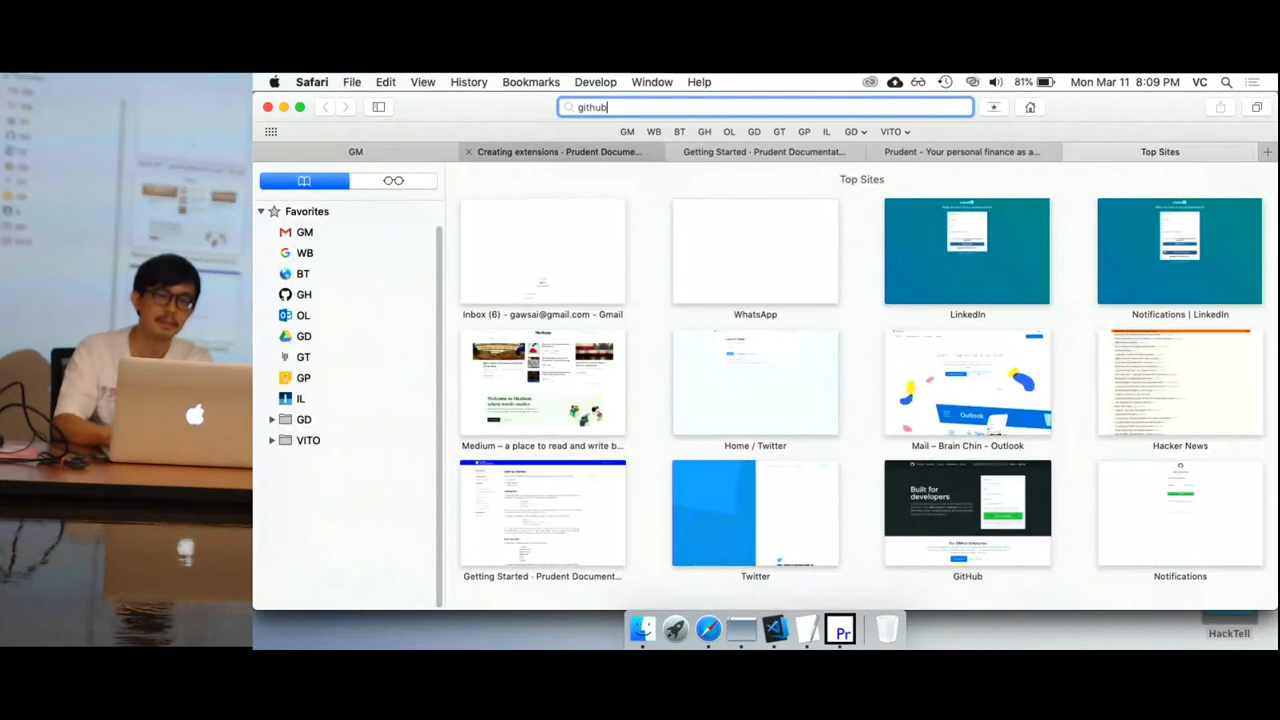 Safari File Edit View History Bookmarks Develop Window Help 81% Mon Mar 11 8:09 PM VC
github
GM WB BT GH OL GD GT GP IL GD VITO
GM Creating extensions · Prudent Docume... Getting Started · Prudent Documentat... Prudent - Your personal finance as a... Top Sites
Top Sites
Favorites
GM
WB
BT
GH
OL
GD
GT
GP
IL
GD
VITO
Inbox (6) - gawsai@gmail.com - Gmail
WhatsApp
LinkedIn
Notifications | LinkedIn
Welcome to Medium, where words matter.
Outlook
Medium – a place to read and write b...
Home / Twitter
Mail – Brain Chin - Outlook
Hacker News
Built for developers
Getting Started · Prudent Document...
Twitter
GitHub
Notifications
Pr
HackTell